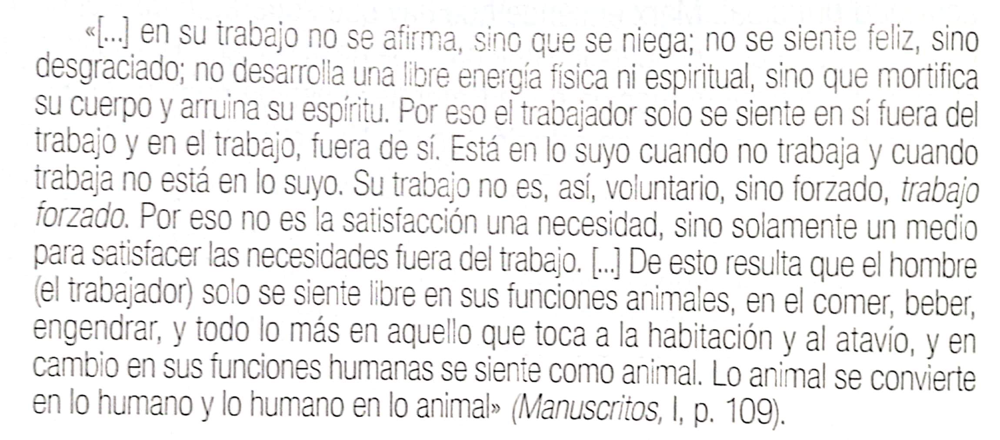 «[...] en su trabajo no se afirma, sino que se niega; no se siente feliz, sino
desgraciado; no desarrolla una libre energía física ni espiritual, sino que mortifica
su cuerpo y arruina su espíritu. Por eso el trabajador solo se siente en sí fuera del
trabajo y en el trabajo, fuera de sí. Está en lo suyo cuando no trabaja y cuando
trabaja no está en lo suyo. Su trabajo no es, así, voluntario, sino forzado, trabajo
forzado. Por eso no es la satisfacción una necesidad, sino solamente un medio
para satisfacer las necesidades fuera del trabajo. [...] De esto resulta que el hombre
(el trabajador) solo se siente libre en sus funciones animales, en el comer, beber,
engendrar, y todo lo más en aquello que toca a la habitación y al atavío, y en
cambio en sus funciones humanas se siente como animal. Lo animal se convierte
en lo humano y lo humano en lo animal» (Manuscritos, I, p. 109).